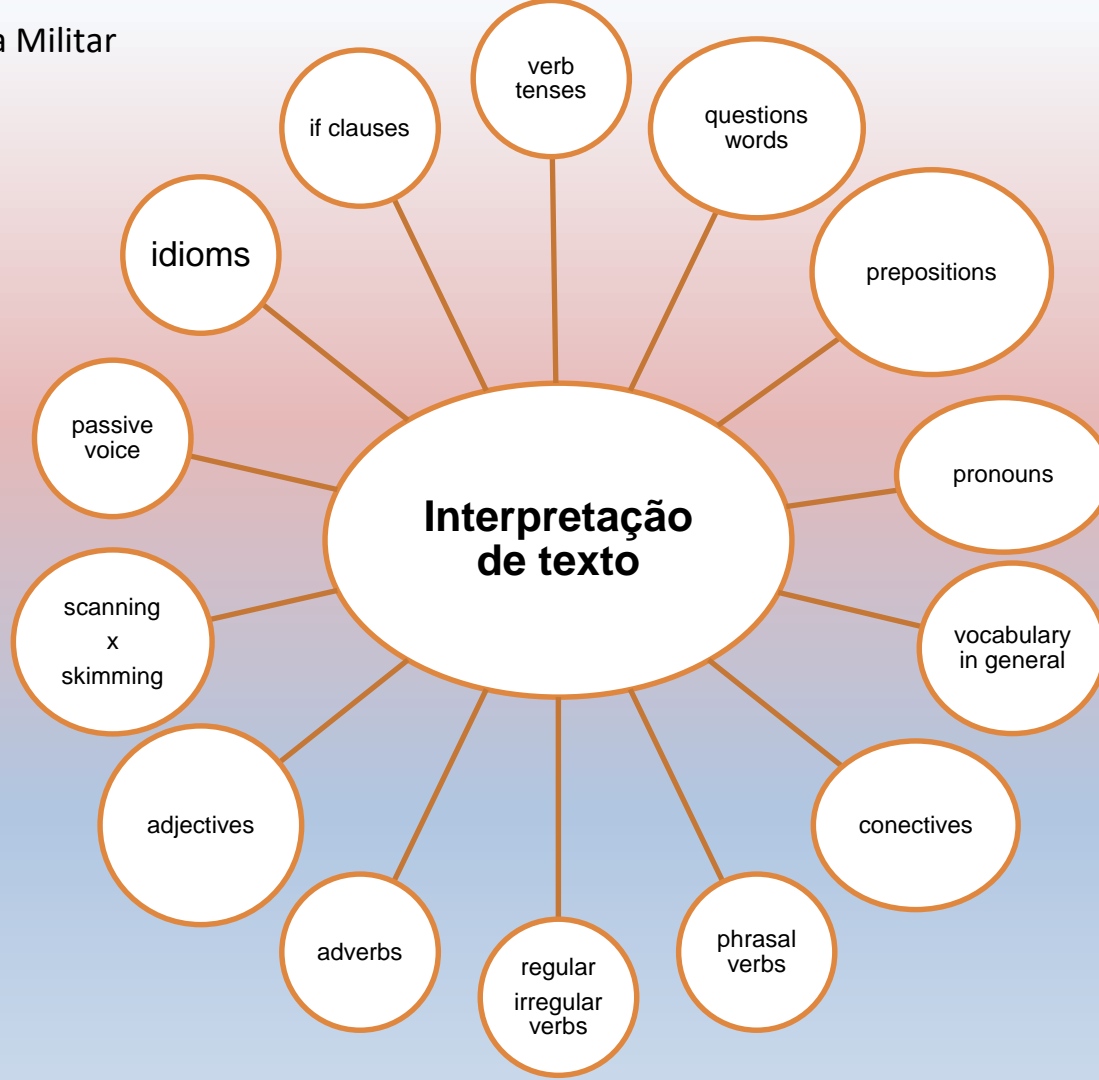 a Militar
verb
tenses
questions
words
prepositions
pronouns
vocabulary
in general
conectives
phrasal
verbs
regular
irregular
verbs
adverbs
adjectives
scanning
x
skimming
passive
voice
idioms
if clauses
Interpretação
de texto